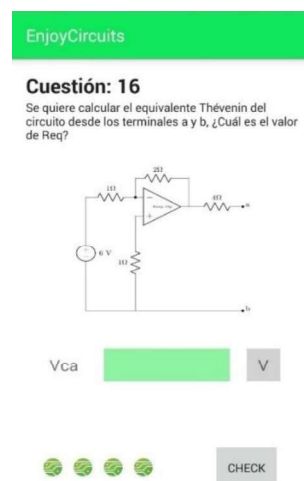 EnjoyCircuits
Cuestión: 16
Se quiere calcular el equivalente Thévenin del
circuito desde los terminales a y b, ¿Cuál es el valor
de Req?
2Ω
1Ω
4Ω
a
6 V
1Ω
b
Vca
V
CHECK